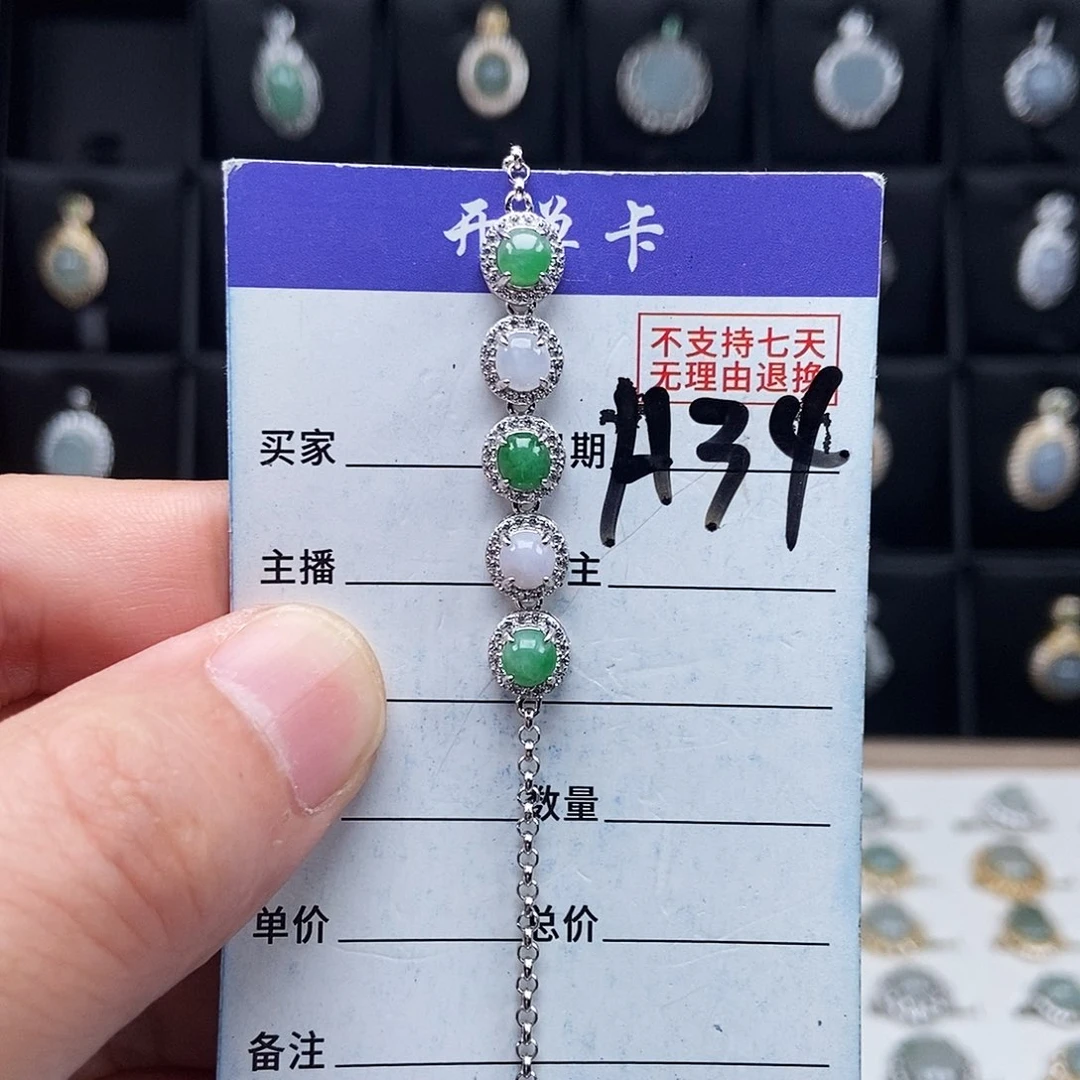 开单卡
不支持七天
无理由退换
买家 期
A34
主播 主
数量
单价 总价
备注